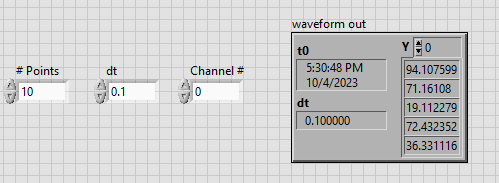 waveform out
t0
Y 0
# Points
dt
Channel #
5:30:48 PM
10/4/2023
94.107599
10
0.1
0
71.16108
dt
19.112279
0.100000
72.432352
36.331116